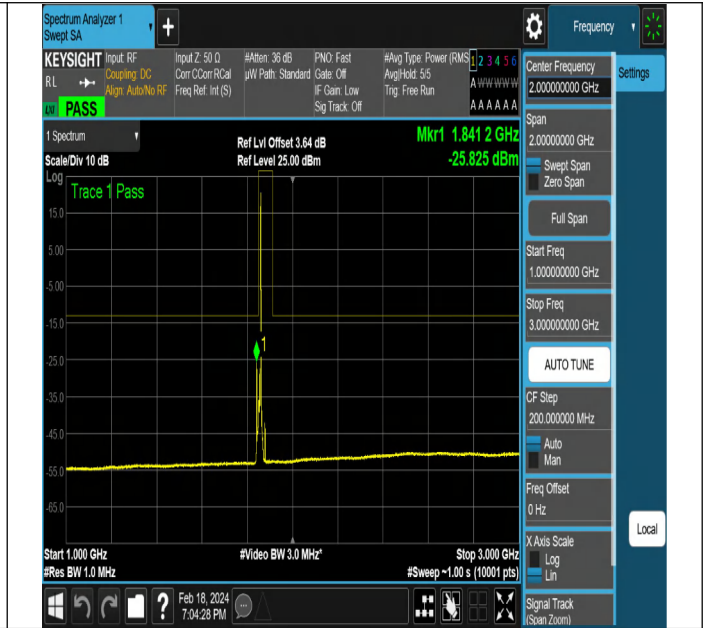 Spectrum Analyzer 1
Swept SA
Frequency
KEYSIGHT
RL
LXI PASS
Input: RF
Coupling: DC
Align: Auto/No RF
Input Z: 50 Ω
Corr CCorr RCal
Freq Ref: Int (S)
#Atten: 36 dB
µW Path: Standard
PNO: Fast
Gate: Off
IF Gain: Low
Sig Track: Off
#Avg Type: Power (RMS
Avg|Hold: 5/5
Trig: Free Run
1 2 3 4 5 6
A W W W W W
A A A A A A
1 Spectrum
Scale/Div 10 dB
Log
Ref Lvl Offset 3.64 dB
Ref Level 25.00 dBm
Mkr1 1.841 2 GHz
-25.825 dBm
Trace 1 Pass
15.0
5.00
-5.00
-15.0
-25.0
-35.0
-45.0
-55.0
-65.0
1
Start 1.000 GHz
#Res BW 1.0 MHz
#Video BW 3.0 MHz*
Stop 3.000 GHz
#Sweep ~1.00 s (10001 pts)
Feb 18, 2024
7:04:28 PM
Center Frequency
2.000000000 GHz
Settings
Span
2.00000000 GHz
Swept Span
Zero Span
Full Span
Start Freq
1.000000000 GHz
Stop Freq
3.000000000 GHz
AUTO TUNE
CF Step
200.000000 MHz
Auto
Man
Freq Offset
0 Hz
X Axis Scale
Log
Lin
Local
Signal Track
(Span Zoom)